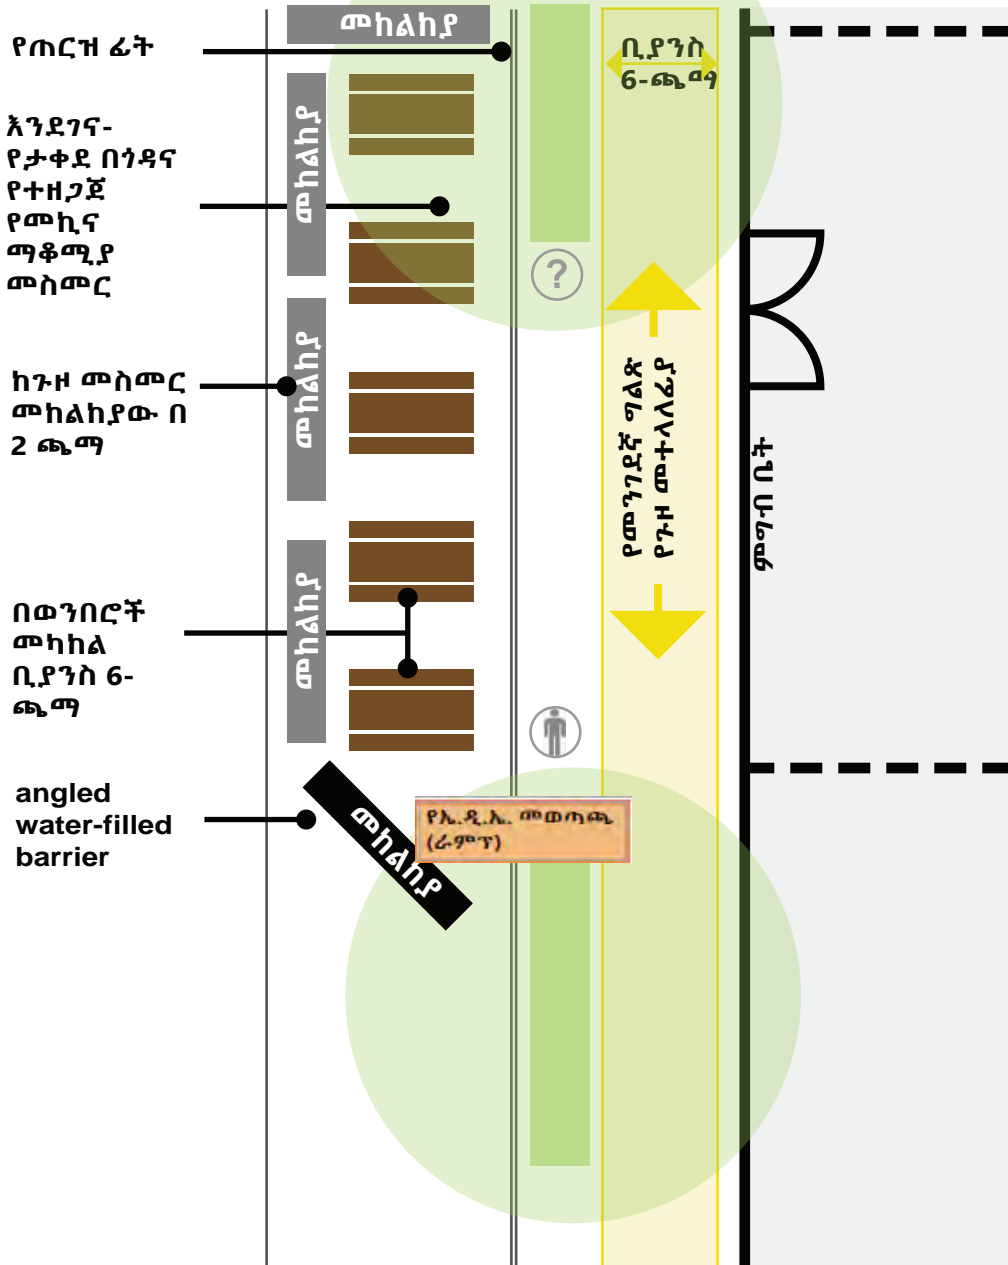 መከልከያ
የጠርዝ ፊት
ቢያንስ
6-ጫማ
እንደገና-
የታቀደ በጎዳና
የተዘጋጀ
የመኪና
ማቆሚያ
መስመር
መከልከያ
?
ከጉዞ መስመር
መከልከያው በ
2 ጫማ
መከልከያ
የመንገደኛ ግልጽ
የጉዞ መተላለፊያ
ምግብ ቤት
በወንበሮች
መካከል
ቢያንስ 6-
ጫማ
መከልከያ
angled
water-filled
barrier
መከልከያ
የኤ.ዲ.ኤ. መወጣጫ
(ራምፕ)